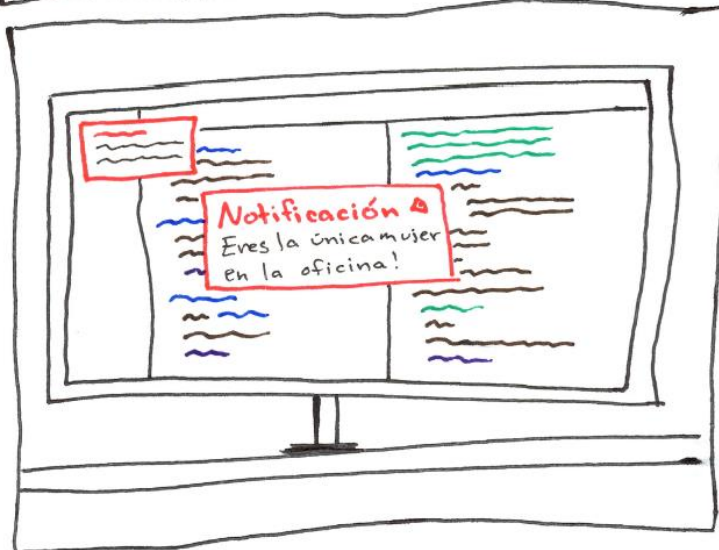 Notificación
Eres la única mujer
en la oficina!